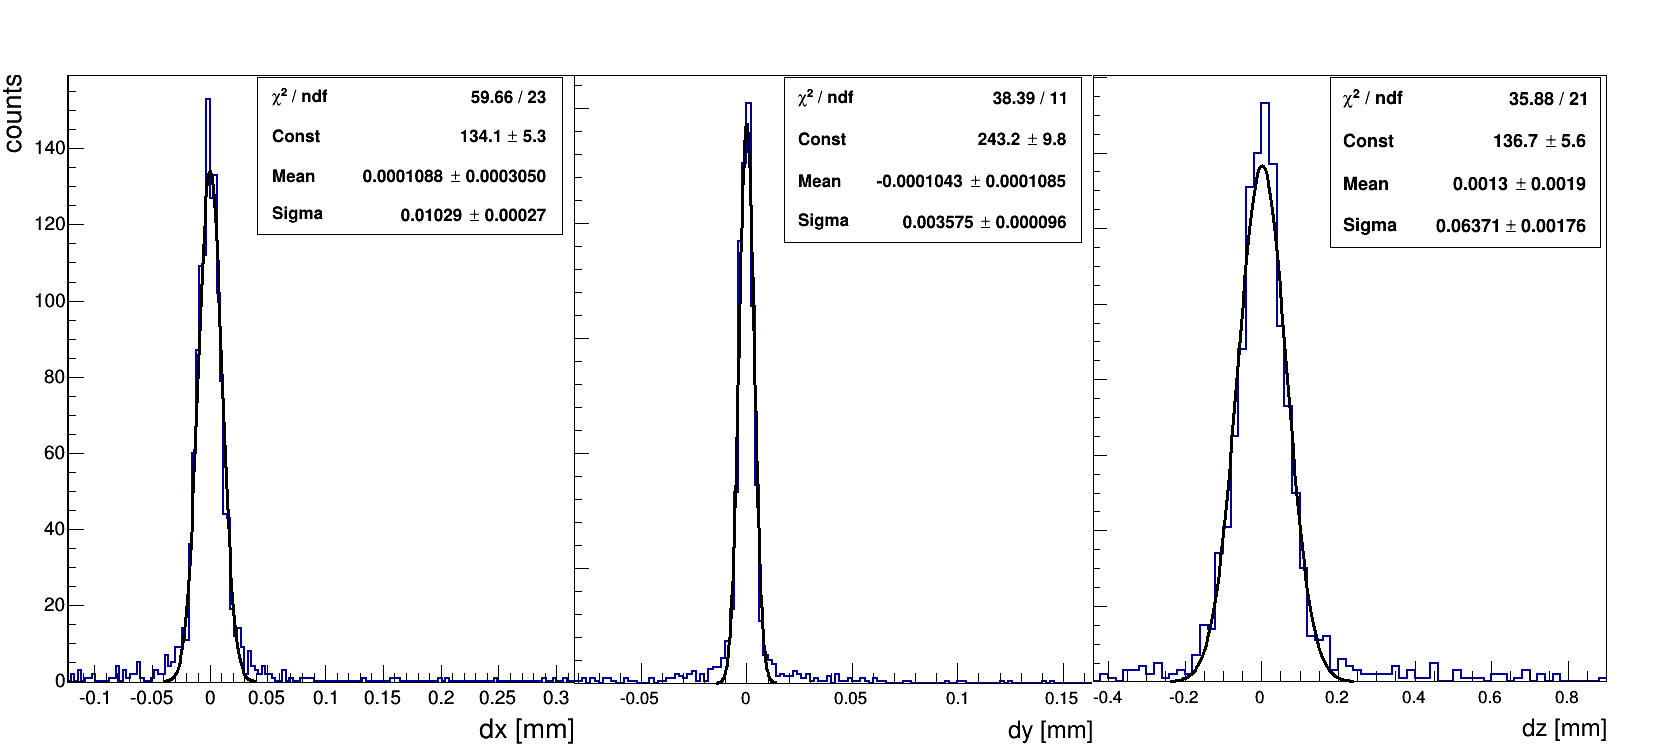 counts
χ² / ndf 59.66 / 23
Const 134.1 ± 5.3
Mean 0.0001088 ± 0.0003050
Sigma 0.01029 ± 0.00027
χ² / ndf 38.39 / 11
Const 243.2 ± 9.8
Mean -0.0001043 ± 0.0001085
Sigma 0.003575 ± 0.000096
χ² / ndf 35.88 / 21
Const 136.7 ± 5.6
Mean 0.0013 ± 0.0019
Sigma 0.06371 ± 0.00176
140
120
100
80
60
40
20
0
-0.1 -0.05 0 0.05 0.1 0.15 0.2 0.25 0.3
dx [mm]
-0.05 0 0.05 0.1 0.15
dy [mm]
-0.4 -0.2 0 0.2 0.4 0.6 0.8
dz [mm]